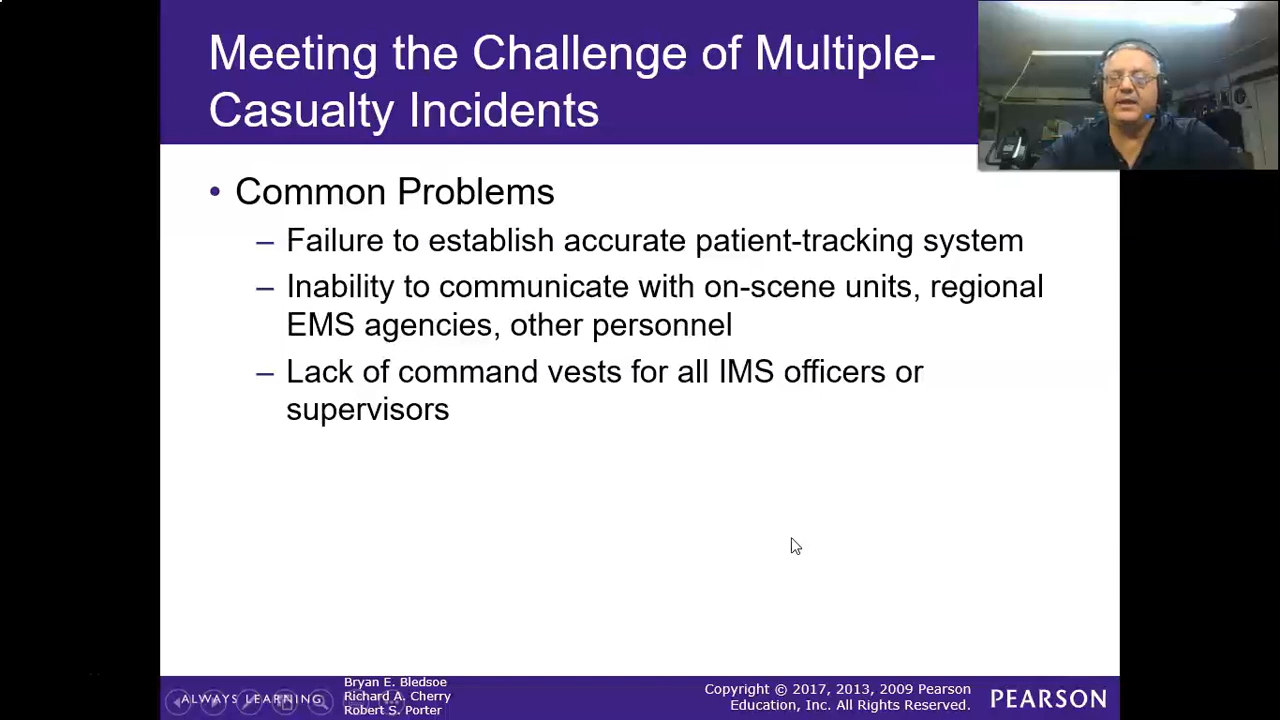 Meeting the Challenge of Multiple-
Casualty Incidents
• Common Problems
– Failure to establish accurate patient-tracking system
– Inability to communicate with on-scene units, regional
EMS agencies, other personnel
– Lack of command vests for all IMS officers or
supervisors
ALWAYS LEARNING
Bryan E. Bledsoe
Richard A. Cherry
Robert S. Porter
Copyright © 2017, 2013, 2009 Pearson
Education, Inc. All Rights Reserved.
PEARSON